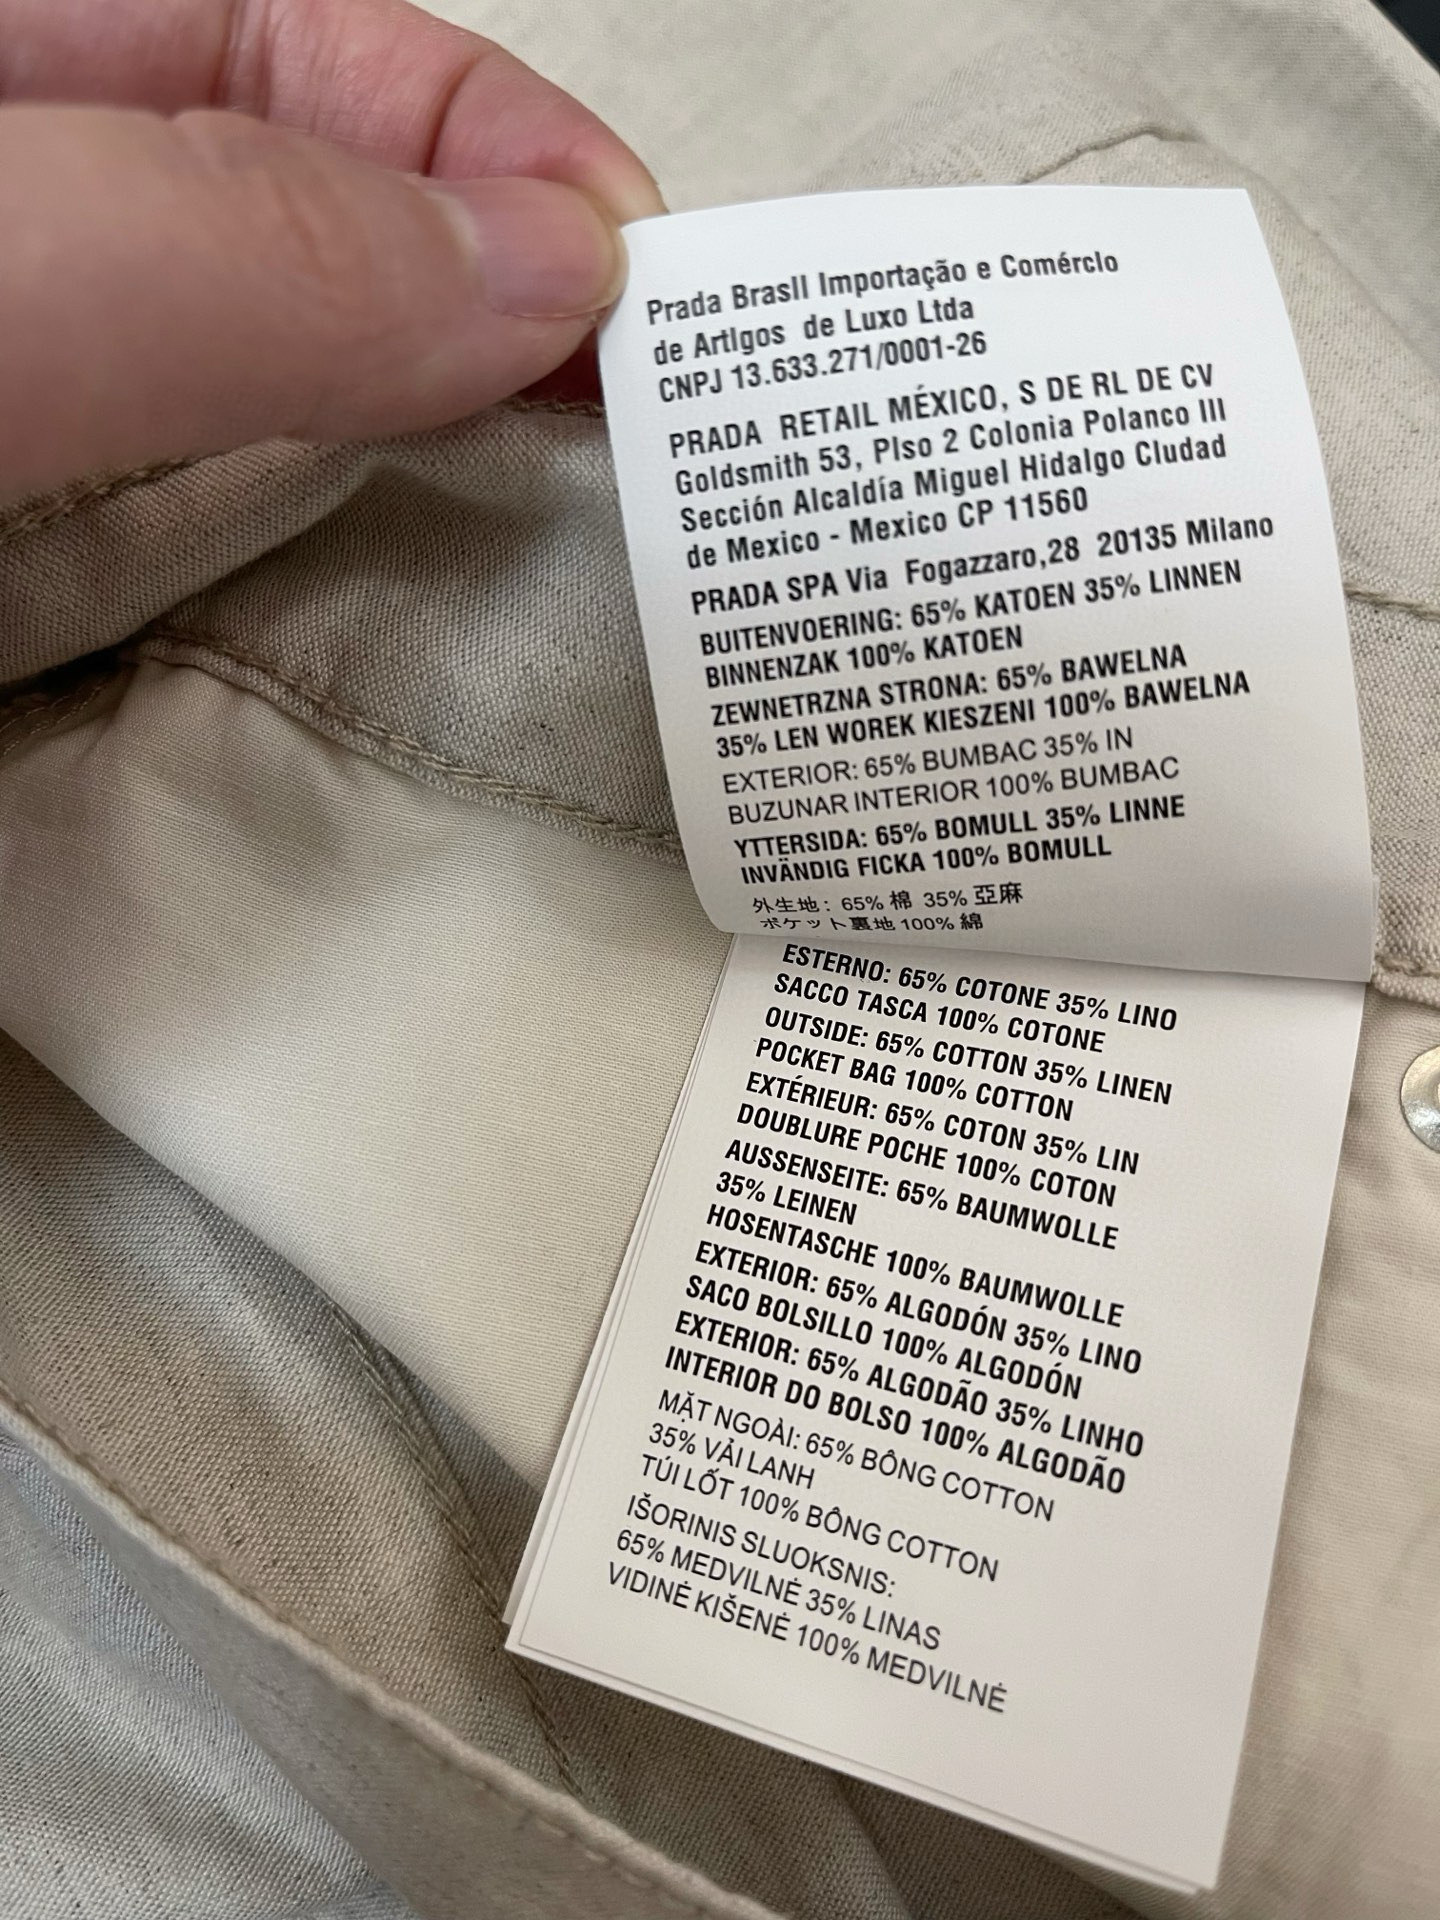 Prada BrasIl Importação e ComércIo
de ArtIgos de Luxo Ltda
CNPJ 13.633.271/0001-26
PRADA RETAIL MÉXICO, S DE RL DE CV
Goldsmith 53, PIso 2 Colonia Polanco III
Sección Alcaldía Miguel Hidalgo CIudad
de Mexico - Mexico CP 11560
PRADA SPA Via Fogazzaro,28 20135 Milano
BUITENVOERING: 65% KATOEN 35% LINNEN
BINNENZAK 100% KATOEN
ZEWNETRZNA STRONA: 65% BAWELNA
35% LEN WOREK KIESZENI 100% BAWELNA
EXTERIOR: 65% BUMBAC 35% IN
BUZUNAR INTERIOR 100% BUMBAC
YTTERSIDA: 65% BOMULL 35% LINNE
INVÄNDIG FICKA 100% BOMULL
外生地: 65% 棉 35% 亞麻
ポケット裏地 100% 綿
ESTERNO: 65% COTONE 35% LINO
SACCO TASCA 100% COTONE
OUTSIDE: 65% COTTON 35% LINEN
POCKET BAG 100% COTTON
EXTÉRIEUR: 65% COTON 35% LIN
DOUBLURE POCHE 100% COTON
AUSSENSEITE: 65% BAUMWOLLE
35% LEINEN
HOSENTASCHE 100% BAUMWOLLE
EXTERIOR: 65% ALGODÓN 35% LINO
SACO BOLSILLO 100% ALGODÓN
EXTERIOR: 65% ALGODÃO 35% LINHO
INTERIOR DO BOLSO 100% ALGODÃO
MẶT NGOÀI: 65% BÔNG COTTON
35% VẢI LANH
TÚI LỐT 100% BÔNG COTTON
IŠORINIS SLUOKSNIS:
65% MEDVILNĖ 35% LINAS
VIDINĖ KIŠENĖ 100% MEDVILNĖ